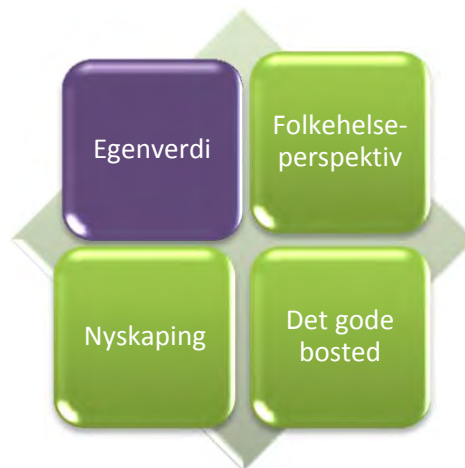 Egenverdi
Folkehelse-
perspektiv
Nyskaping
Det gode
bosted